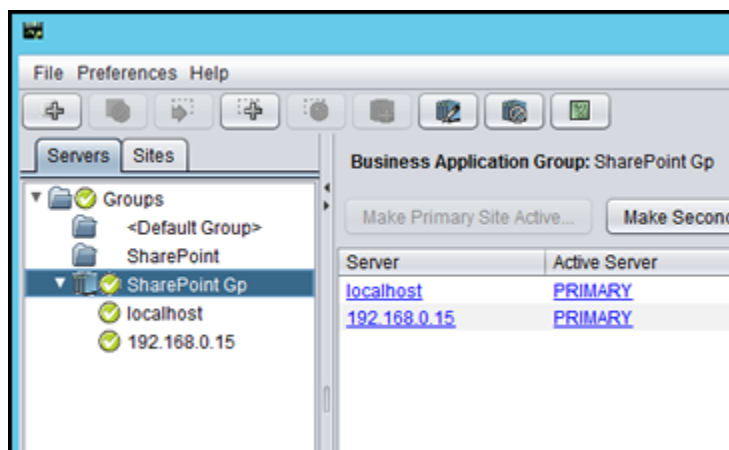 File Preferences Help
Servers Sites
Groups
<Default Group>
SharePoint
SharePoint Gp
localhost
192.168.0.15
Business Application Group: SharePoint Gp
Make Primary Site Active... Make Second
Server Active Server
localhost PRIMARY
192.168.0.15 PRIMARY